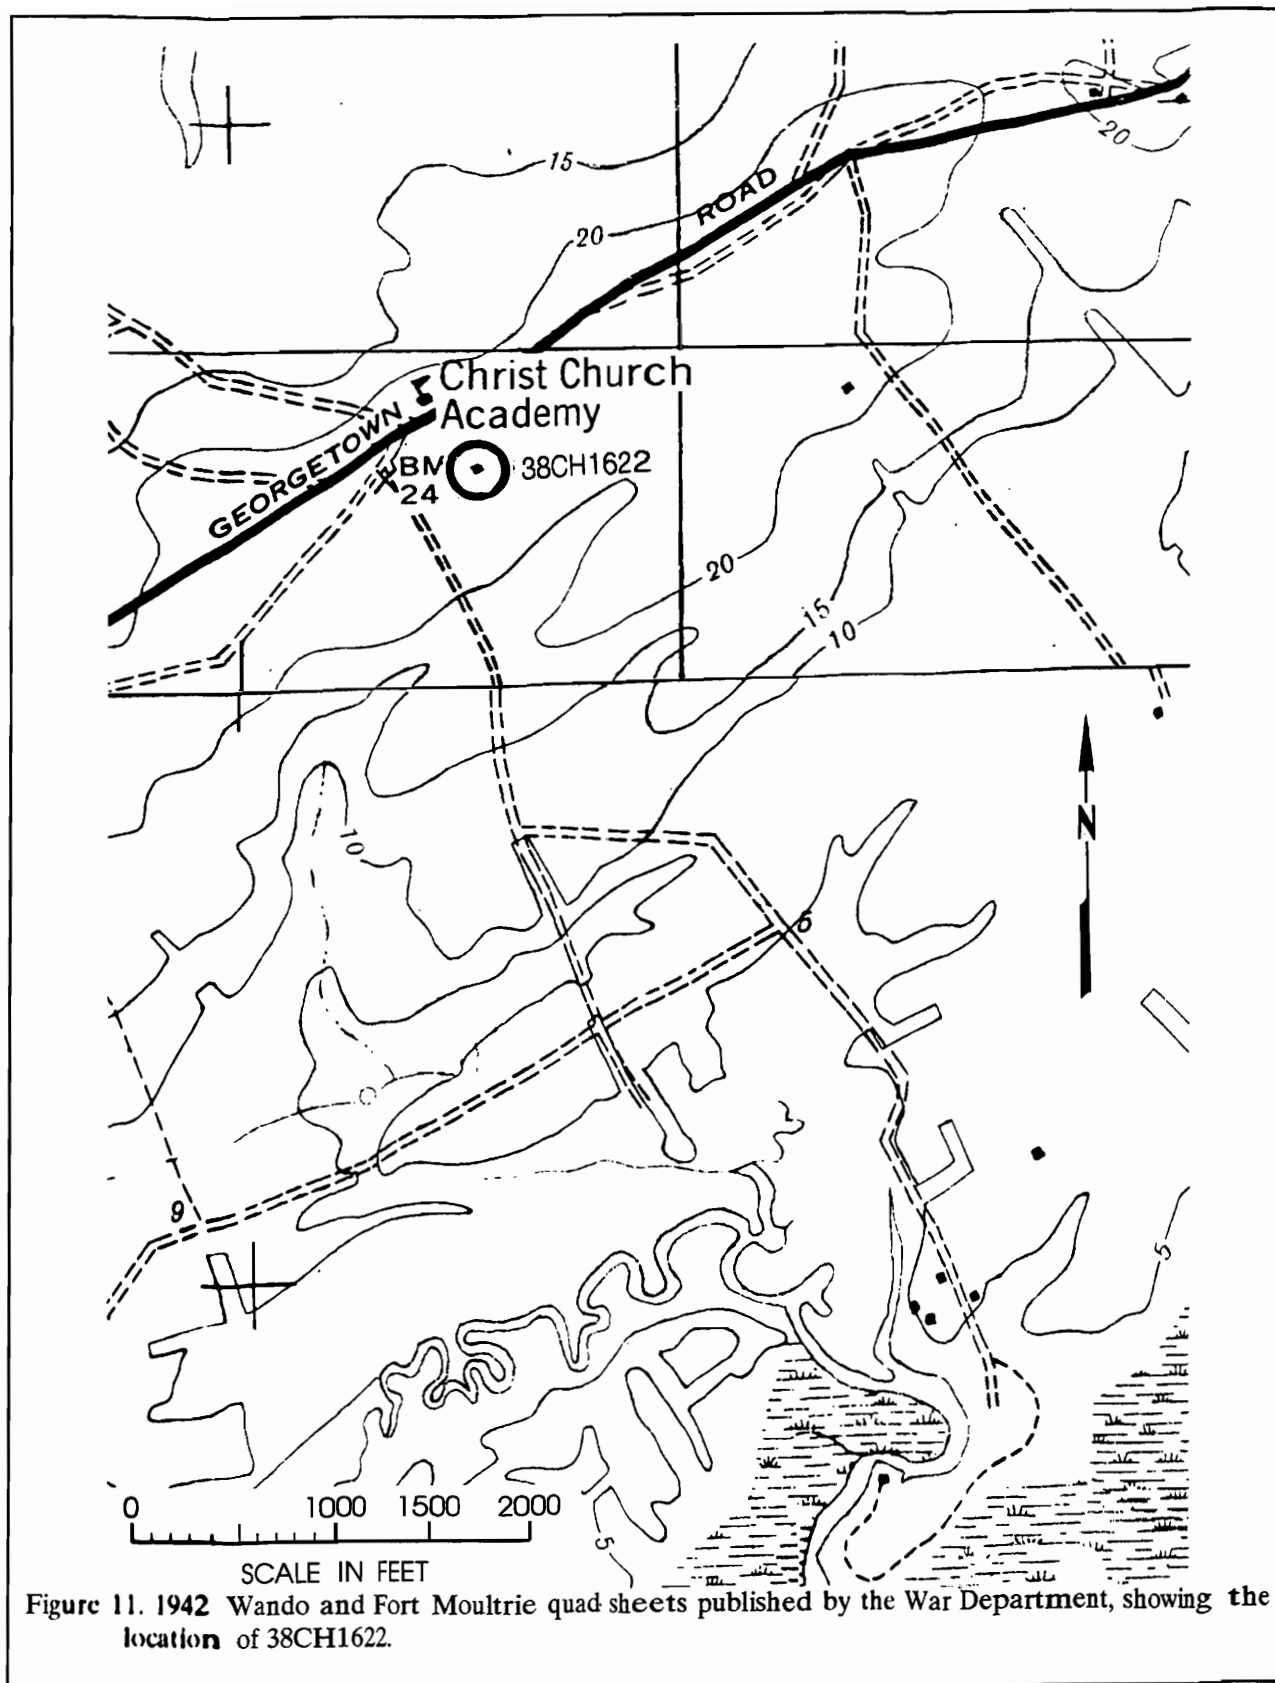 15
20
ROAD
20
Christ Church
Academy
GEORGETOWN
BM
24
38CH1622
20
15
10
N
10
6
9
5
5
0 1000 1500 2000
SCALE IN FEET
Figure 11. 1942 Wando and Fort Moultrie quad sheets published by the War Department, showing the
location of 38CH1622.